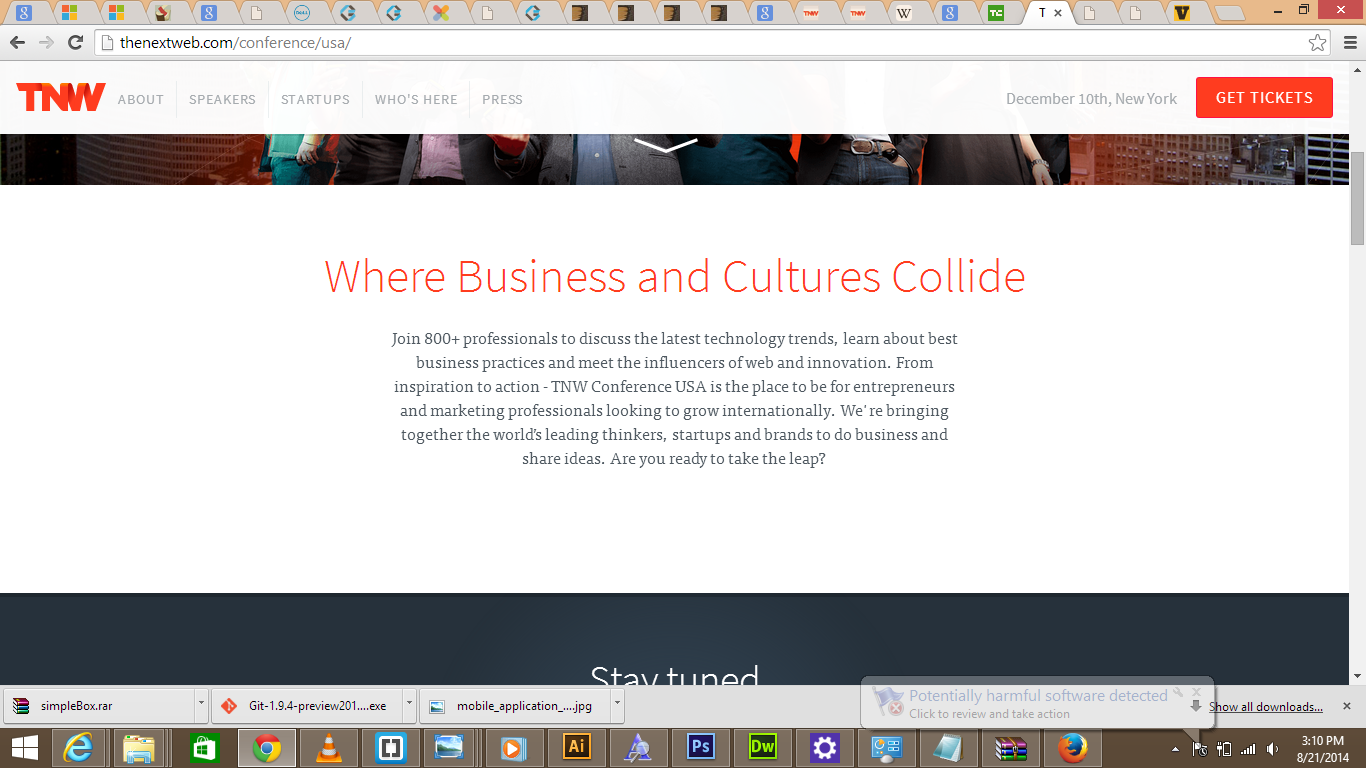 T
thenextweb.com/conference/usa/
TNW
ABOUT
SPEAKERS
STARTUPS
WHO'S HERE
PRESS
December 10th, New York
GET TICKETS
Where Business and Cultures Collide
Join 800+ professionals to discuss the latest technology trends, learn about best
business practices and meet the influencers of web and innovation. From
inspiration to action - TNW Conference USA is the place to be for entrepreneurs
and marketing professionals looking to grow internationally. We're bringing
together the world's leading thinkers, startups and brands to do business and
share ideas. Are you ready to take the leap?
Stay tuned
Potentially harmful software detected
Click to review and take action
simpleBox.rar
Git-1.9.4-preview201....exe
mobile_application_....jpg
Show all downloads...
Ai
Ps
Dw
3:10 PM
8/21/2014